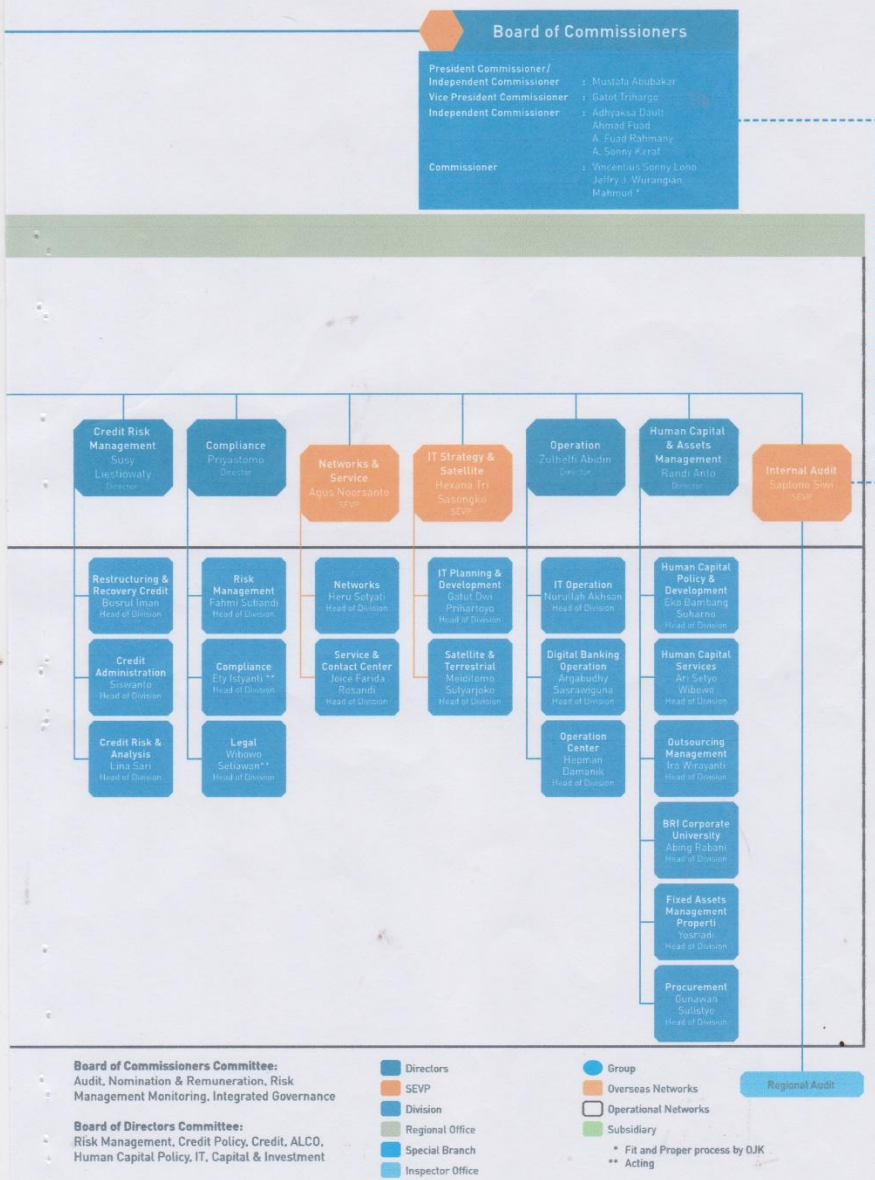 Board of Commissioners
President Commissioner/
Independent Commissioner : Mustafa Abubakar
Vice President Commissioner : Gatot Trihargo
Independent Commissioner : Adhyaksa Dault
Ahmad Fuad
A. Fuad Rahmany
A. Sonny Keraf
Commissioner : Vincentius Sonny Loho
Jeffry J. Wurangian
Mahmud *
Credit Risk
Management
Susy
Liestiowaty
Director
Compliance
Priyastomo
Director
Networks &
Service
Agus Noorsanto
SEVP
IT Strategy &
Satellite
Hexana Tri
Sasongko
SEVP
Operation
Zulhelfi Abidin
Director
Human Capital
& Assets
Management
Randi Anto
Director
Internal Audit
Saptono Siwi
SEVP
Restructuring &
Recovery Credit
Bosrul Iman
Head of Division
Risk
Management
Fahmi Subandi
Head of Division
Networks
Heru Setyati
Head of Division
IT Planning &
Development
Gatut Dwi
Prihartoyo
Head of Division
IT Operation
Nurullah Akhsan
Head of Division
Human Capital
Policy &
Development
Eko Bambang
Suharno
Head of Division
Credit
Administration
Siswanto
Head of Division
Compliance
Ety Istyanti **
Head of Division
Service &
Contact Center
Joice Farida
Rosandi
Head of Division
Satellite &
Terrestrial
Meiditomo
Sutyarjoko
Head of Division
Digital Banking
Operation
Argabudhy
Sasrawiguna
Head of Division
Human Capital
Services
Ari Setyo
Wibowo
Head of Division
Credit Risk &
Analysis
Lina Sari
Head of Division
Legal
Wibowo
Setiawan**
Head of Division
Operation
Center
Hepman
Damanik
Head of Division
Outsourcing
Management
Ira Wirayanti
Head of Division
BRI Corporate
University
Abing Rabani
Head of Division
Fixed Assets
Management
Properti
Yosriadi
Head of Division
Procurement
Gunawan
Sulistyo
Head of Division
Board of Commissioners Committee:
Audit, Nomination & Remuneration, Risk
Management Monitoring, Integrated Governance
Board of Directors Committee:
Risk Management, Credit Policy, Credit, ALCO,
Human Capital Policy, IT, Capital & Investment
Directors
SEVP
Division
Regional Office
Special Branch
Inspector Office
Group
Overseas Networks
Operational Networks
Subsidiary
* Fit and Proper process by OJK
** Acting
Regional Audit